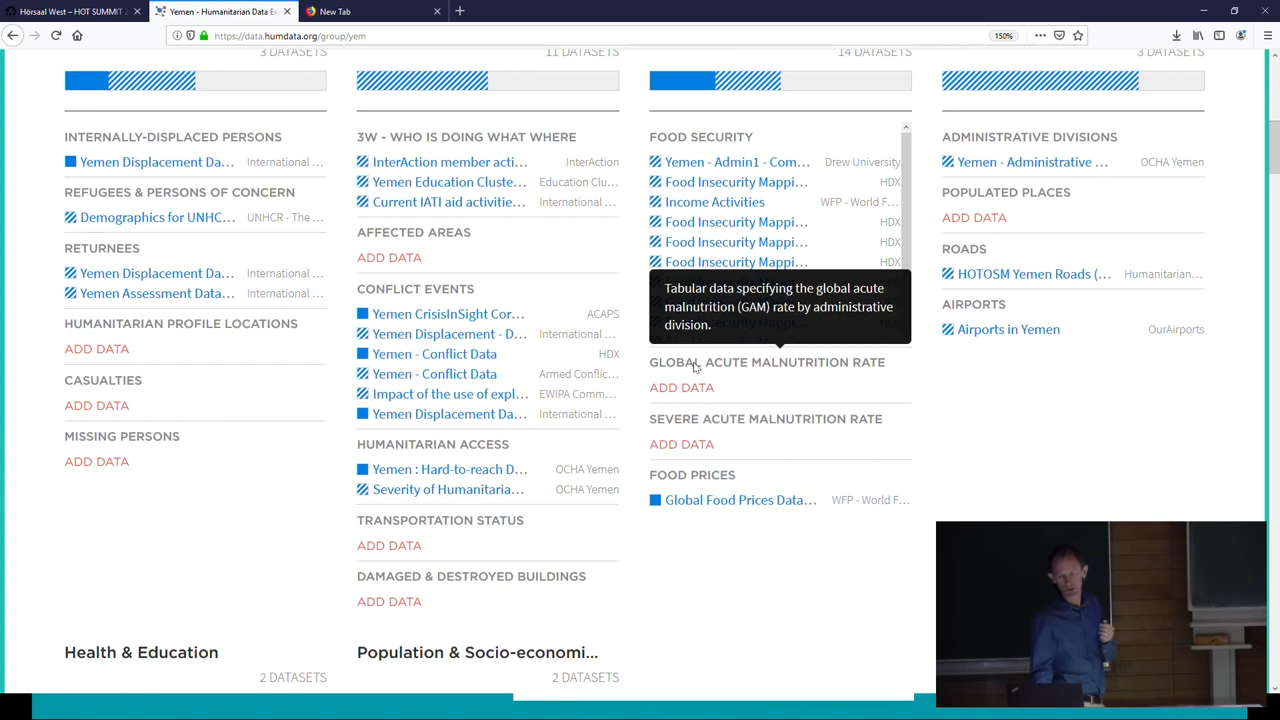 Hörsaal West – HOT SUMMIT 2
Yemen - Humanitarian Data E
New Tab
https://data.humdata.org/group/yem
150%
3 DATASETS
11 DATASETS
14 DATASETS
3 DATASETS
INTERNALLY-DISPLACED PERSONS
Yemen Displacement Da... International ...
REFUGEES & PERSONS OF CONCERN
Demographics for UNHC... UNHCR - The ...
RETURNEES
Yemen Displacement Da... International ...
Yemen Assessment Data... International ...
HUMANITARIAN PROFILE LOCATIONS
ADD DATA
CASUALTIES
ADD DATA
MISSING PERSONS
ADD DATA
3W - WHO IS DOING WHAT WHERE
InterAction member acti... InterAction
Yemen Education Cluste... Education Clu...
Current IATI aid activitie... International ...
AFFECTED AREAS
ADD DATA
CONFLICT EVENTS
Yemen CrisisInSight Cor... ACAPS
Yemen Displacement - D... International ...
Yemen - Conflict Data HDX
Yemen - Conflict Data Armed Conflic...
Impact of the use of expl... EWIPA Comm...
Yemen Displacement Da... International ...
HUMANITARIAN ACCESS
Yemen : Hard-to-reach D... OCHA Yemen
Severity of Humanitaria... OCHA Yemen
TRANSPORTATION STATUS
ADD DATA
DAMAGED & DESTROYED BUILDINGS
ADD DATA
FOOD SECURITY
Yemen - Admin1 - Com... Drew University
Food Insecurity Mappi... HDX
Income Activities WFP - World F...
Food Insecurity Mappi... HDX
Food Insecurity Mappi... HDX
Food Insecurity Mappi... HDX
Tabular data specifying the global acute
malnutrition (GAM) rate by administrative
division.
GLOBAL ACUTE MALNUTRITION RATE
ADD DATA
SEVERE ACUTE MALNUTRITION RATE
ADD DATA
FOOD PRICES
Global Food Prices Data... WFP - World F...
ADMINISTRATIVE DIVISIONS
Yemen - Administrative ... OCHA Yemen
POPULATED PLACES
ADD DATA
ROADS
HOTOSM Yemen Roads (... Humanitarian...
AIRPORTS
Airports in Yemen OurAirports
Health & Education
2 DATASETS
Population & Socio-economi...
2 DATASETS